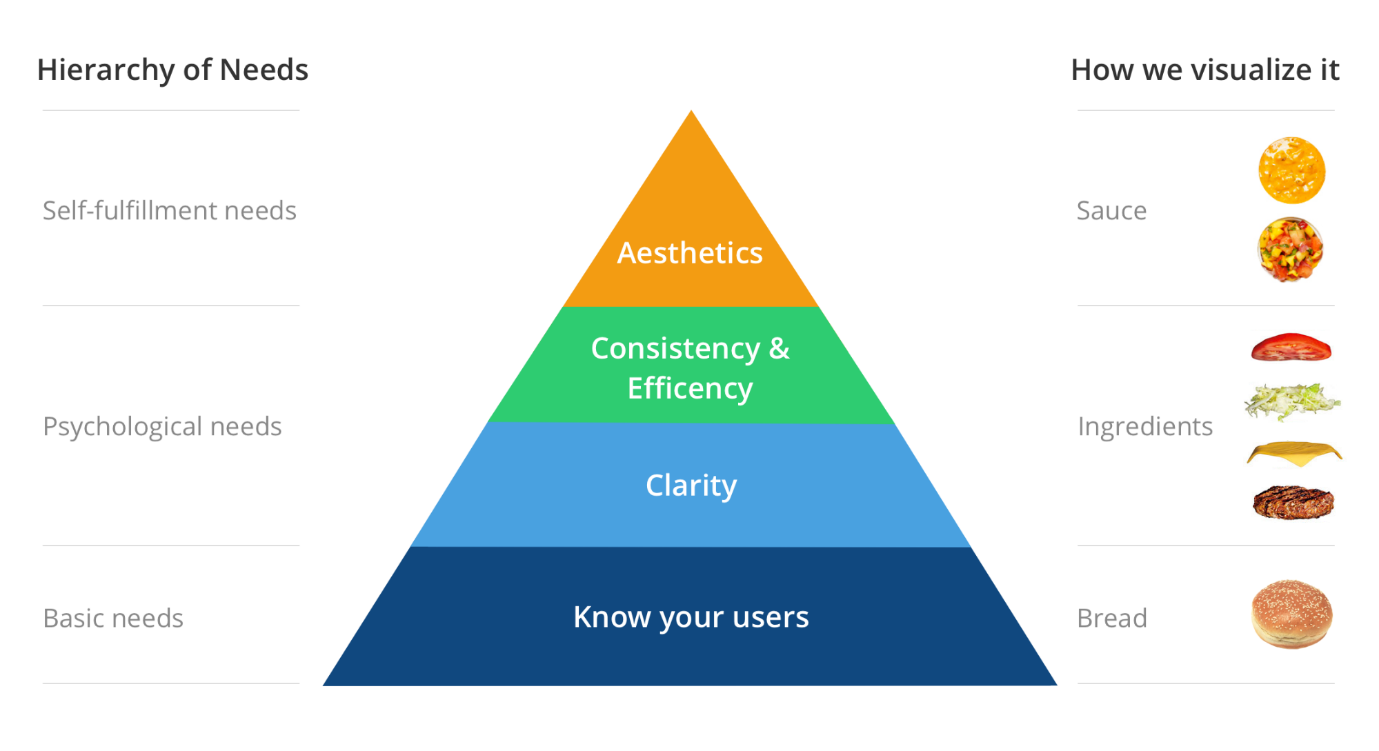 Hierarchy of Needs
How we visualize it
Self-fulfillment needs
Aesthetics
Sauce
Psychological needs
Consistency &
Efficency
Clarity
Ingredients
Basic needs
Know your users
Bread